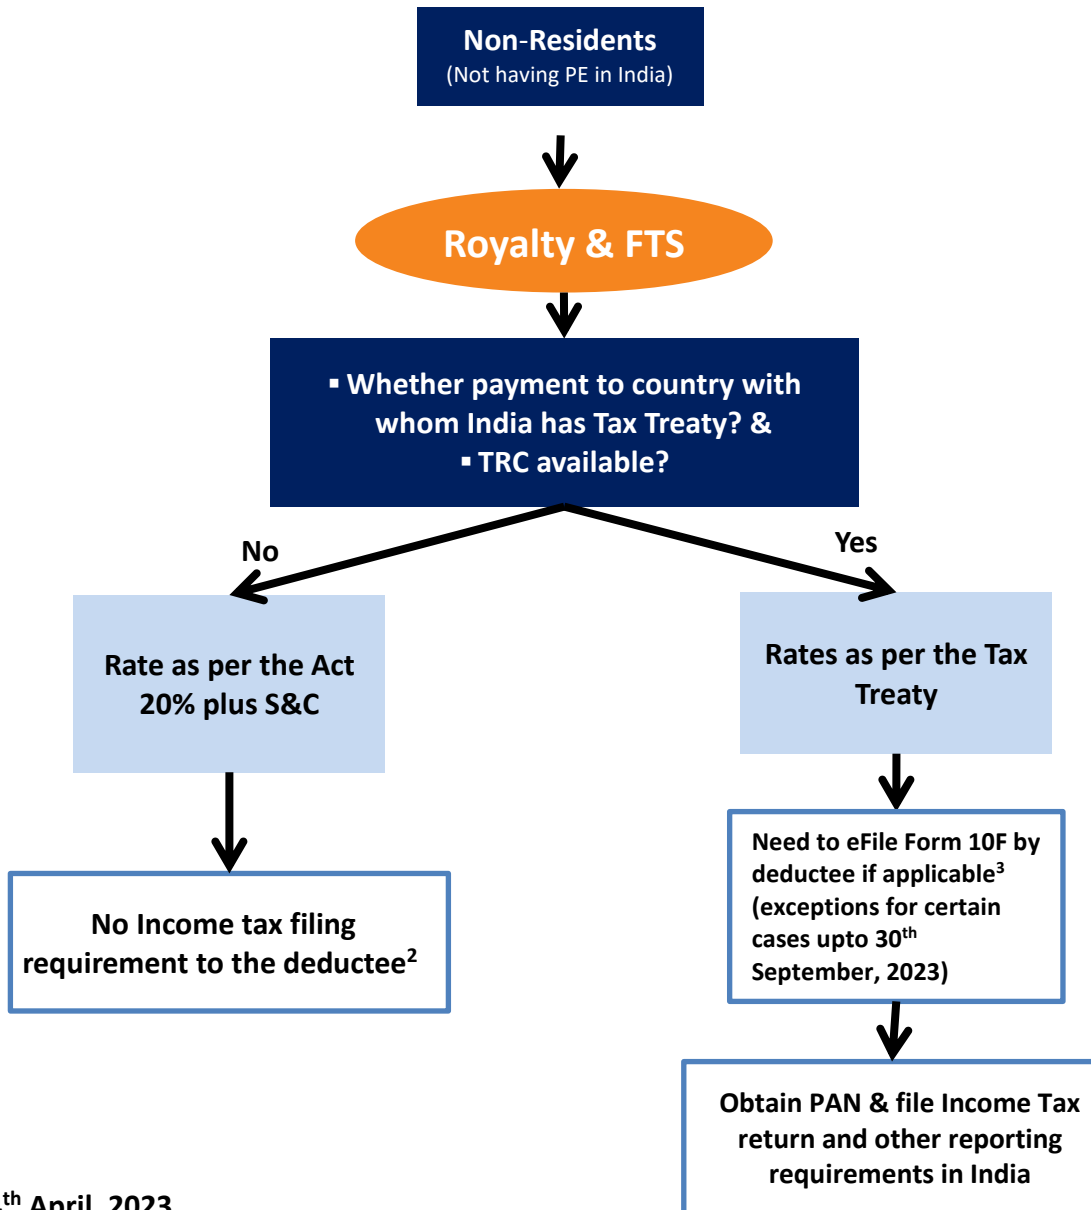 Non-Residents
(Not having PE in India)
Royalty & FTS
▪ Whether payment to country with
whom India has Tax Treaty? &
▪ TRC available?
No
Yes
Rate as per the Act
20% plus S&C
Rates as per the Tax
Treaty
Need to eFile Form 10F by
deductee if applicable³
(exceptions for certain
cases upto 30ᵗʰ
September, 2023)
No Income tax filing
requirement to the deductee²
Obtain PAN & file Income Tax
return and other reporting
requirements in India
ᵗʰ April, 2023